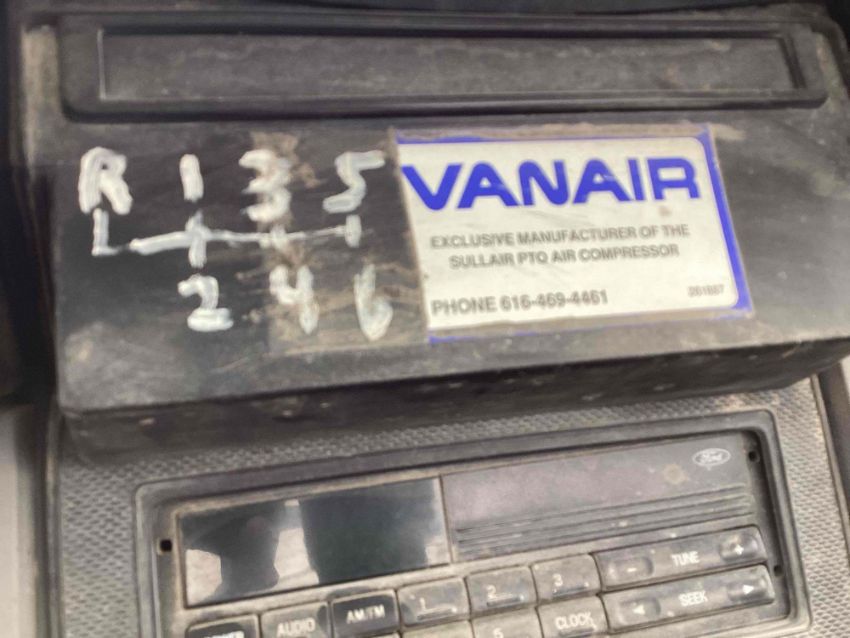 R 1 3 5
2 4 6
VANAIR
EXCLUSIVE MANUFACTURER OF THE
SULLAIR PTO AIR COMPRESSOR
PHONE 616-469-4461
Ford
TUNE
AUDIO AM/FM 1 2 3 - +
SEEK
CLOCK